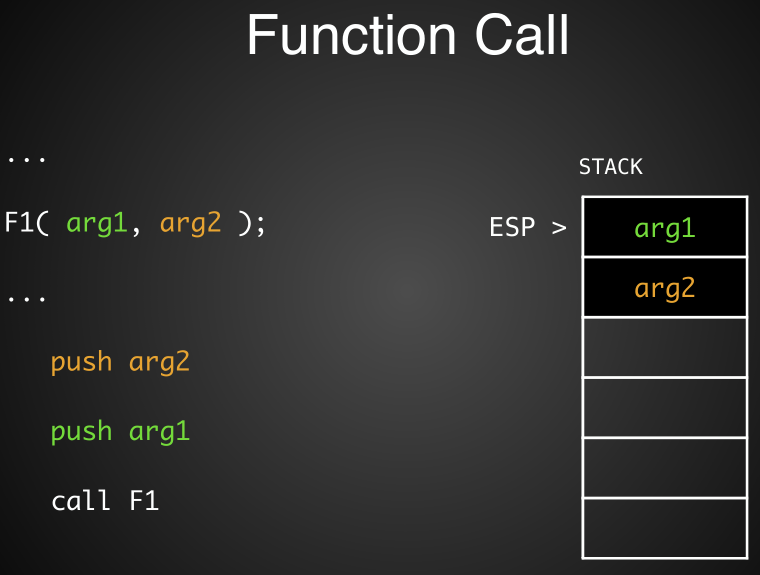 Function Call
...
F1( arg1, arg2 );
...
push arg2
push arg1
call F1
STACK
ESP > arg1
arg2